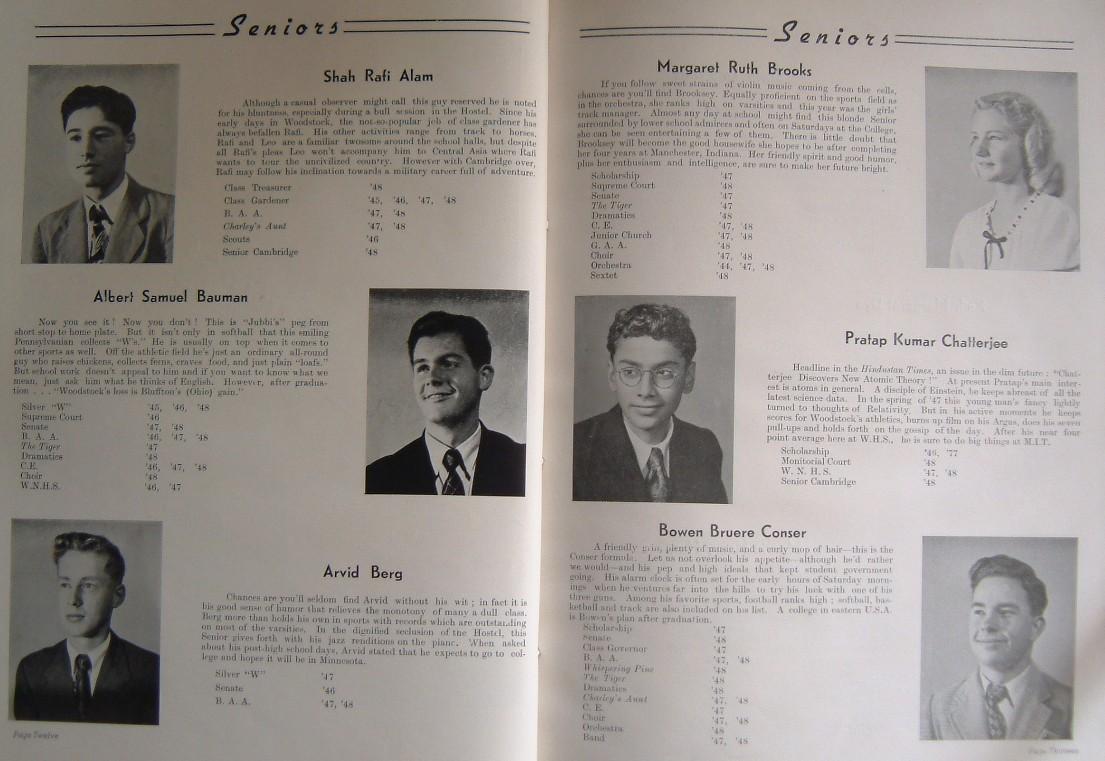 Seniors
Shah Rafi Alam
Although a casual observer might call this guy reserved he is noted
for his bluntness, especially during a bull session in the Hostel. Since his
early days in Woodstock, the not-so-popular job of class gardener has
always befallen Rafi. His other activities range from track to horses.
Rafi and Leo are a familiar twosome around the school halls, but despite
all Rafi's pleas Leo won't accompany him to Central Asia where Rafi
wants to tour the uncivilized country. However with Cambridge over,
Rafi may follow his inclination towards a military career full of adventure.
Class Treasurer '48
Class Gardener '45, '46, '47, '48
B. A. A. '47, '48
Charley's Aunt '47, '48
Scouts '46
Senior Cambridge '48
Albert Samuel Bauman
Now you see it! Now you don't! This is "Jubbi's" peg from
short stop to home plate. But it isn't only in softball that this smiling
Pennsylvanian collects "W's." He is usually on top when it comes to
other sports as well. Off the athletic field he's just an ordinary all-round
guy who raises chickens, collects ferns, craves food, and just plain "loafs."
But school work doesn't appeal to him and if you want to know what we
mean, just ask him what he thinks of English. However, after gradua-
tion . . . "Woodstock's loss is Bluffton's (Ohio) gain."
Silver "W" '45, '46, '48
Supreme Court '46
Senate '47, '48
B. A. A. '46, '47, '48
The Tiger '47
Dramatics '48
C.E. '46, '47, '48
Choir '48
W.N.H.S. '46, '47
Arvid Berg
Chances are you'll seldom find Arvid without his wit; in fact it is
his good sense of humor that relieves the monotony of many a dull class.
Berg more than holds his own in sports with records which are outstanding
on most of the varsities. In the dignified seclusion of the Hostel, this
Senior gives forth with his jazz renditions on the piano. When asked
about his post-high school days, Arvid stated that he expects to go to col-
lege and hopes it will be in Minnesota.
Silver "W" '47
Senate '46
B. A. A. '47, '48
Page Twelve
Seniors
Margaret Ruth Brooks
If you follow sweet strains of violin music coming from the cells,
chances are you'll find Brooksey. Equally proficient on the sports field as
in the orchestra, she ranks high on varsities and this year was the girls'
track manager. Almost any day at school might find this blonde Senior
surrounded by lower school admirers and often on Saturdays at the College,
she can be seen entertaining a few of them. There is little doubt that
Brooksey will become the good housewife she hopes to be after completing
her four years at Manchester, Indiana. Her friendly spirit and good humor,
plus her enthusiasm and intelligence, are sure to make her future bright.
Scholarship '47
Supreme Court '48
Senate '47
The Tiger '47
Dramatics '48
C. E. '47, '48
Junior Church '47, '48
G. A. A. '48
Choir '47, '48
Orchestra '44, '47, '48
Sextet '48
Pratap Kumar Chatterjee
Headline in the Hindustan Times, an issue in the dim future: "Chat-
terjee Discovers New Atomic Theory!" At present Pratap's main inter-
est is atoms in general. A disciple of Einstein, he keeps abreast of all the
latest science data. In the spring of '47 this young man's fancy lightly
turned to thoughts of Relativity. But in his active moments he keeps
scores for Woodstock's athletics, burns up film on his Argus, does his seven
pull-ups and holds forth on the gossip of the day. After his near four
point average here at W.H.S., he is sure to do big things at M.I.T.
Scholarship '46, '77
Monitorial Court '48
W. N. H. S. '47, '48
Senior Cambridge '48
Bowen Bruere Conser
A friendly grin, plenty of music, and a curly mop of hair—this is the
Conser formula. Let us not overlook his appetite—although he'd rather
we would—and his pep and high ideals that kept student government
going. His alarm clock is often set for the early hours of Saturday morn-
ings when he ventures far into the hills to try his luck with one of his
three guns. Among his favorite sports, football ranks high; softball, bas-
ketball and track are also included on his list. A college in eastern U.S.A.
is Bowen's plan after graduation.
Scholarship '47
Senate '48
Class Governor '47
B. A. A. '47, '48
Whispering Pine '48
The Tiger '48
Dramatics '48
Charley's Aunt '47, '48
C. E. '47
Choir '47, '48
Orchestra '48
Band '47, '48
Page Thirteen